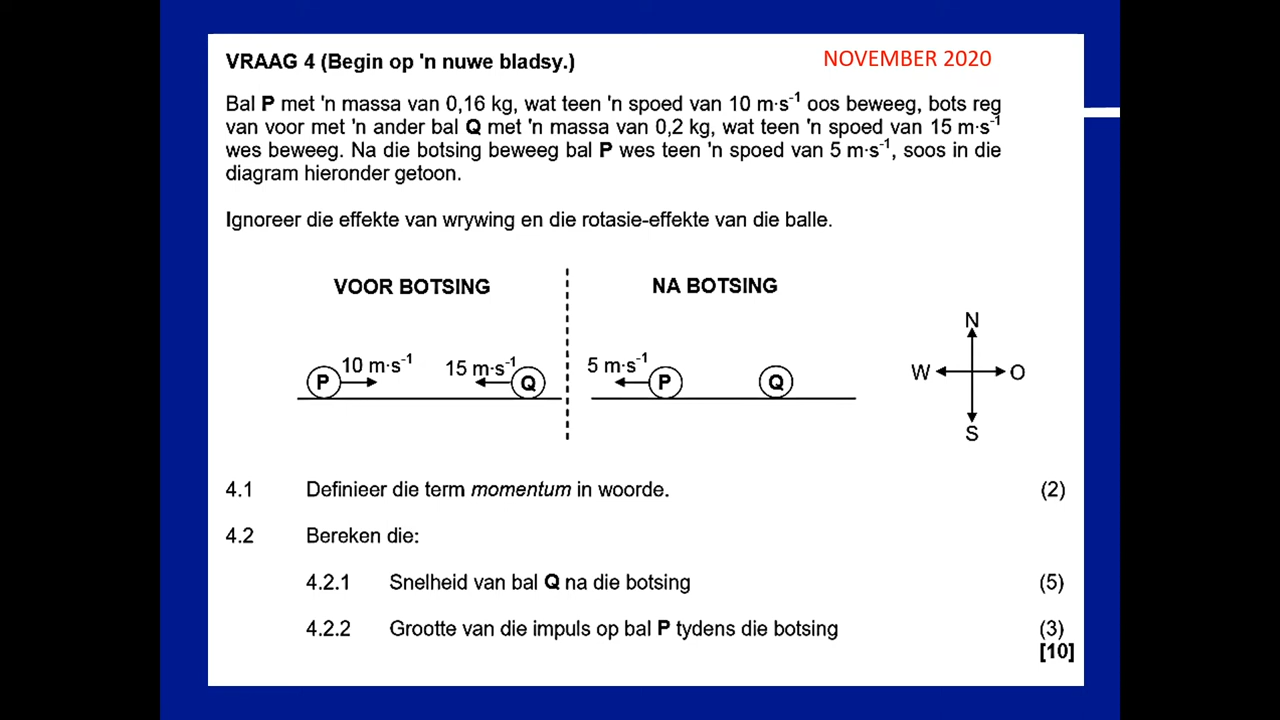 VRAAG 4 (Begin op 'n nuwe bladsy.)
NOVEMBER 2020
Bal P met 'n massa van 0,16 kg, wat teen 'n spoed van 10 m·s⁻¹ oos beweeg, bots reg
van voor met 'n ander bal Q met 'n massa van 0,2 kg, wat teen 'n spoed van 15 m·s⁻¹
wes beweeg. Na die botsing beweeg bal P wes teen 'n spoed van 5 m·s⁻¹, soos in die
diagram hieronder getoon.
Ignoreer die effekte van wrywing en die rotasie-effekte van die balle.
VOOR BOTSING
NA BOTSING
P 10 m·s⁻¹ 15 m·s⁻¹ Q
5 m·s⁻¹ P Q
N
W O
S
4.1 Definieer die term momentum in woorde. (2)
4.2 Bereken die:
4.2.1 Snelheid van bal Q na die botsing (5)
4.2.2 Grootte van die impuls op bal P tydens die botsing (3)
[10]